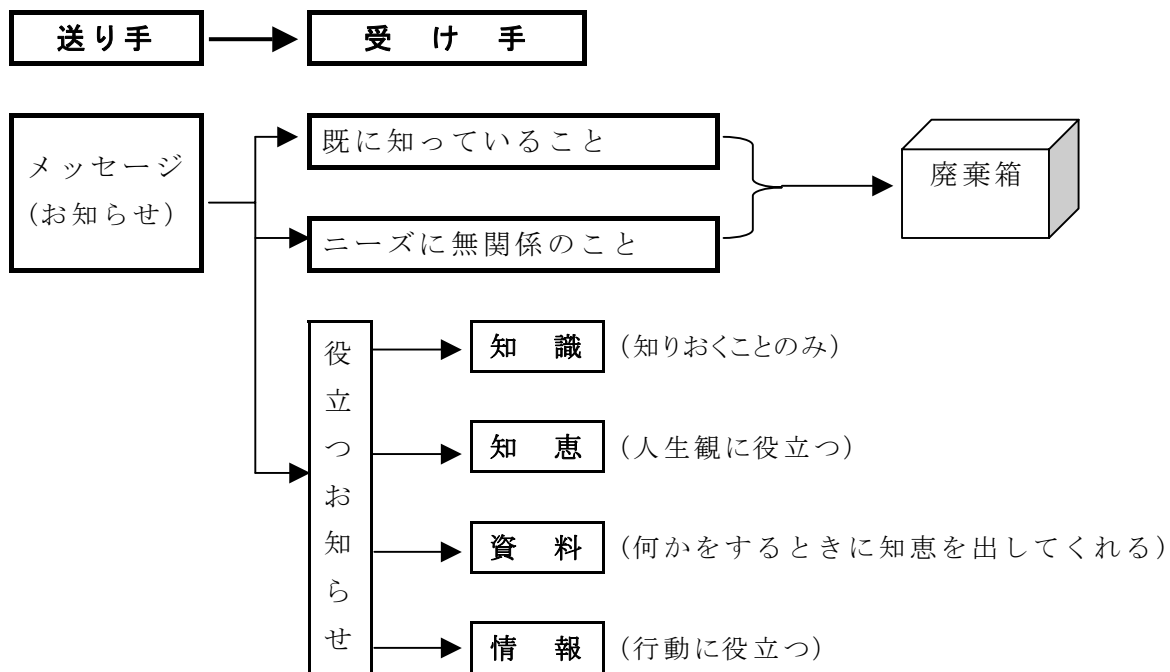 送り手
受け手
メッセージ
(お知らせ)
既に知っていること
ニーズに無関係のこと
廃棄箱
役立つお知らせ
知識 (知りおくことのみ)
知恵 (人生観に役立つ)
資料 (何かをするときに知恵を出してくれる)
情報 (行動に役立つ)